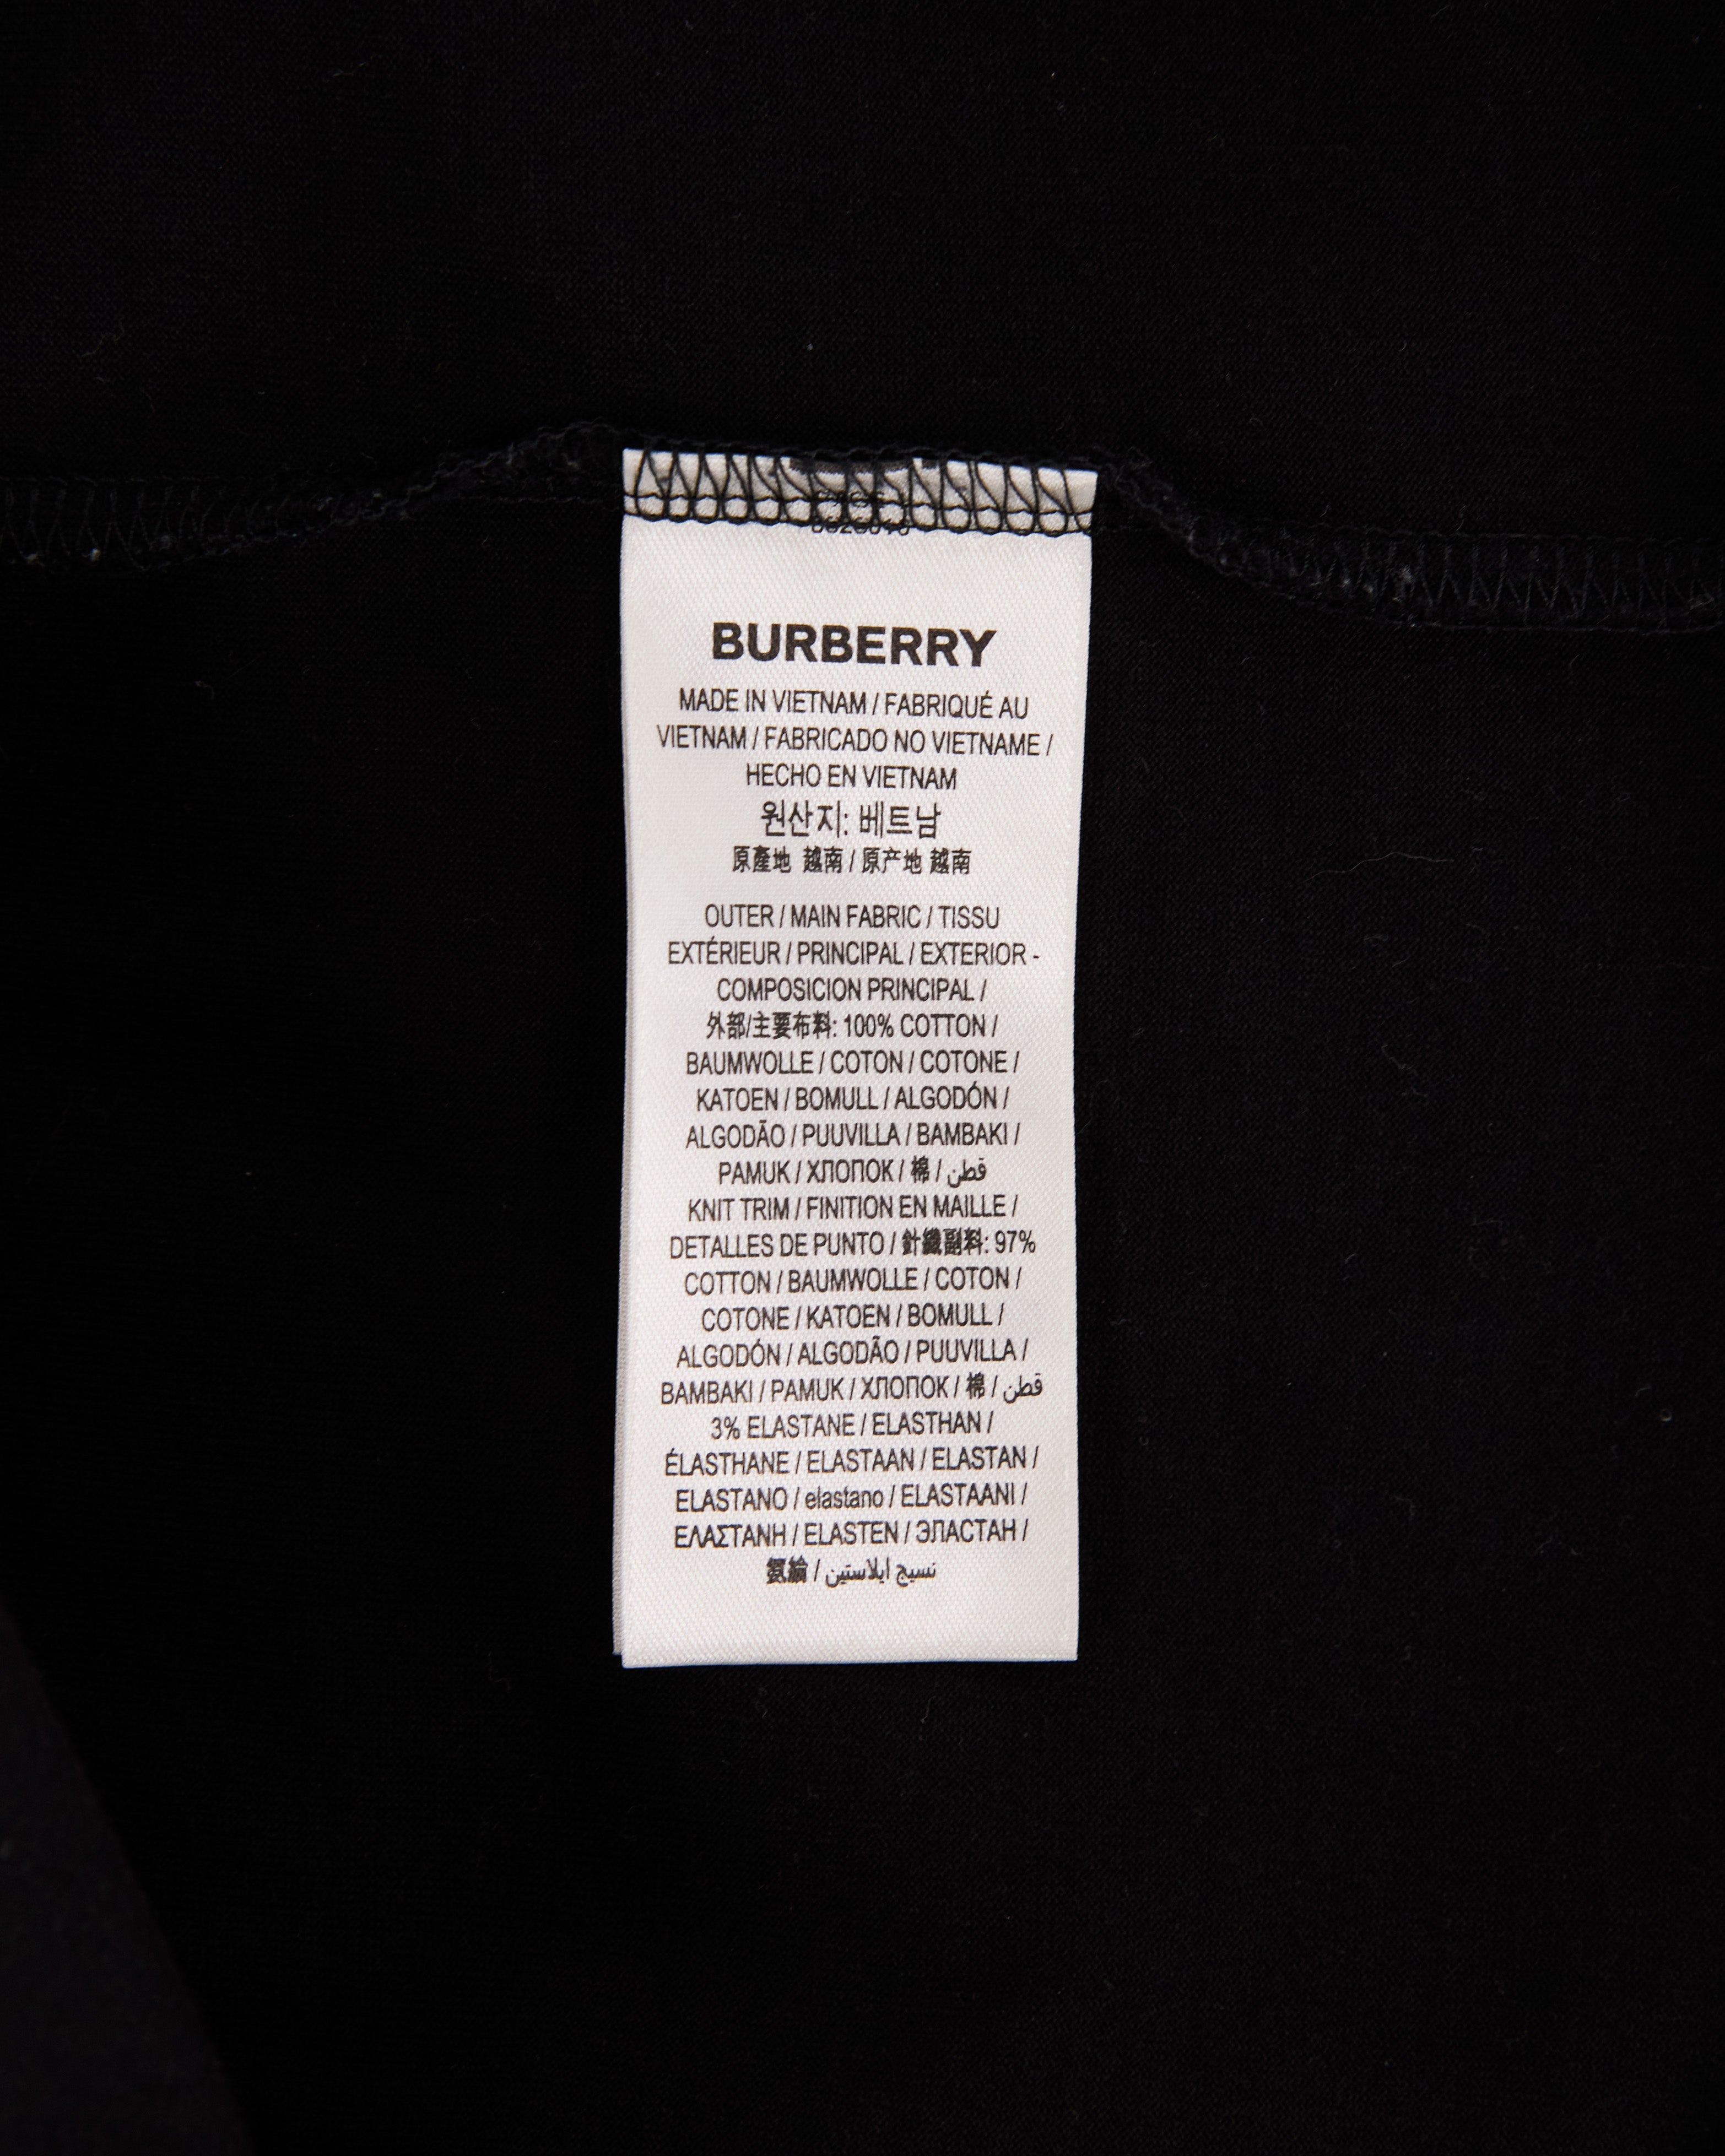 BURBERRY
MADE IN VIETNAM / FABRIQUÉ AU
VIETNAM / FABRICADO NO VIETNAME /
HECHO EN VIETNAM
원산지: 베트남
原產地 越南 / 原产地 越南
OUTER / MAIN FABRIC / TISSU
EXTÉRIEUR / PRINCIPAL / EXTERIOR -
COMPOSICION PRINCIPAL /
外部/主要布料: 100% COTTON /
BAUMWOLLE / COTON / COTONE /
KATOEN / BOMULL / ALGODÓN /
ALGODÃO / PUUVILLA / BAMBAKI /
PAMUK / ХЛОПОК / 棉 / قطن
KNIT TRIM / FINITION EN MAILLE /
DETALLES DE PUNTO / 針織副料: 97%
COTTON / BAUMWOLLE / COTON /
COTONE / KATOEN / BOMULL /
ALGODÓN / ALGODÃO / PUUVILLA /
BAMBAKI / PAMUK / ХЛОПОК / 棉 / قطن
3% ELASTANE / ELASTHAN /
ÉLASTHANE / ELASTAAN / ELASTAN /
ELASTANO / elastano / ELASTAANI /
ΕΛΑΣΤΑΝΗ / ELASTEN / ЭЛАСТАН /
氨綸 / نسيج ايلاستين